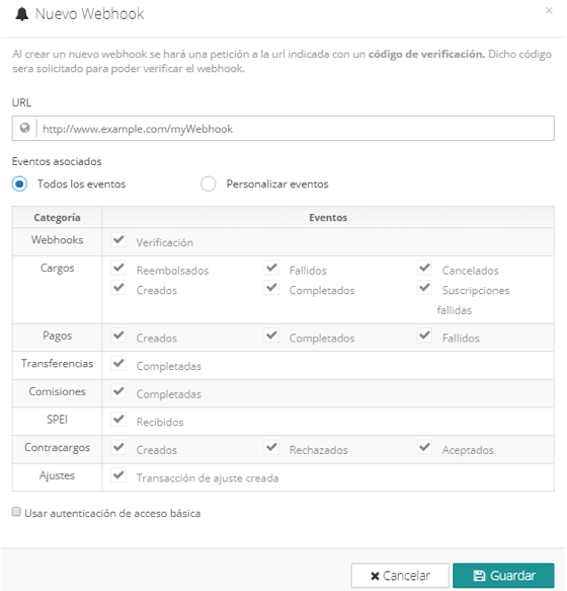 Nuevo Webhook
×
Al crear un nuevo webhook se hará una petición a la url indicada con un código de verificación. Dicho código
sera solicitado para poder verificar el webhook.
URL
http://www.example.com/myWebhook
Eventos asociados
Todos los eventos Personalizar eventos
Categoría Eventos
Webhooks Verificación
Cargos Reembolsados Fallidos Cancelados
Creados Completados Suscripciones
fallidas
Pagos Creados Completados Fallidos
Transferencias Completadas
Comisiones Completadas
SPEI Recibidos
Contracargos Creados Rechazados Aceptados
Ajustes Transacción de ajuste creada
Usar autenticación de acceso básica
Cancelar Guardar